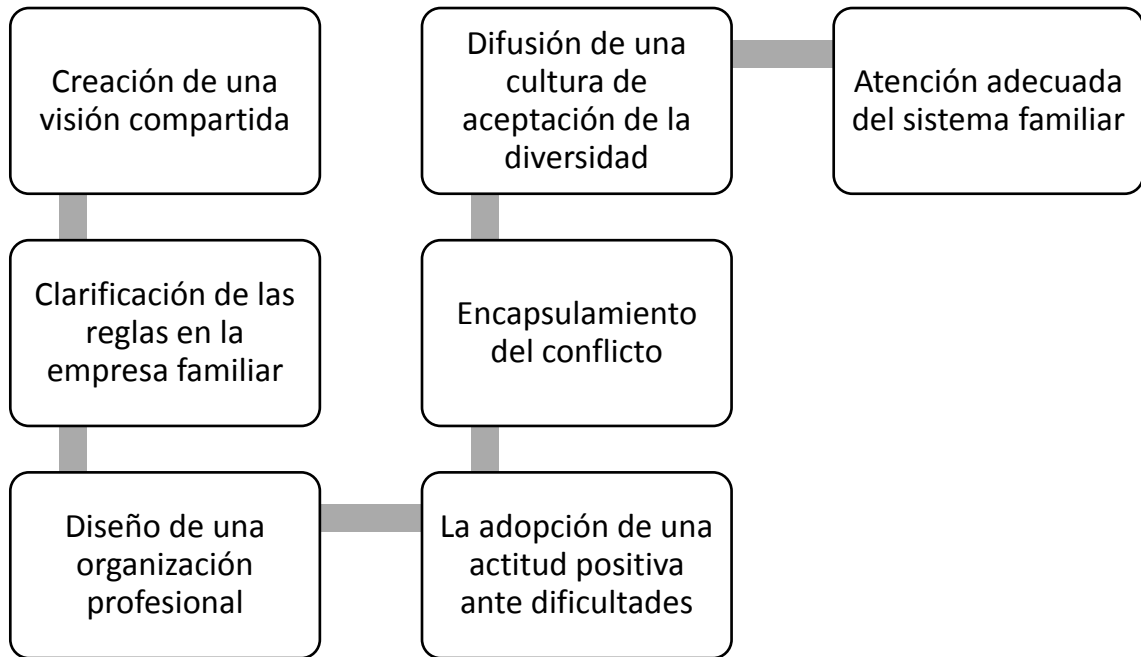 Creación de una
visión compartida
Clarificación de las
reglas en la
empresa familiar
Diseño de una
organización
profesional
La adopción de una
actitud positiva
ante dificultades
Encapsulamiento
del conflicto
Difusión de una
cultura de
aceptación de la
diversidad
Atención adecuada
del sistema familiar